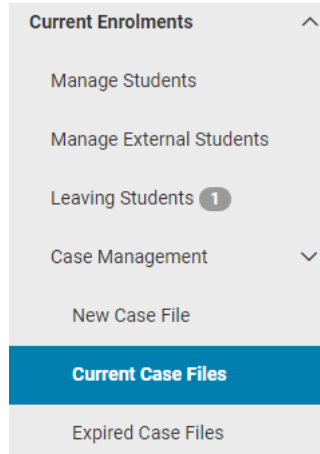 Current Enrolments
Manage Students
Manage External Students
Leaving Students 1
Case Management
New Case File
Current Case Files
Expired Case Files